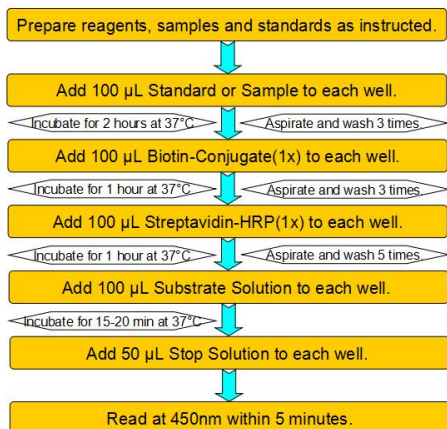 Prepare reagents, samples and standards as instructed.
Add 100 µL Standard or Sample to each well.
Incubate for 2 hours at 37°C
Aspirate and wash 3 times.
Add 100 µL Biotin-Conjugate(1x) to each well.
Incubate for 1 hour at 37°C
Aspirate and wash 3 times.
Add 100 µL Streptavidin-HRP(1x) to each well.
Incubate for 1 hour at 37°C
Aspirate and wash 5 times.
Add 100 µL Substrate Solution to each well.
Incubate for 15-20 min at 37°C
Add 50 µL Stop Solution to each well.
Read at 450nm within 5 minutes.